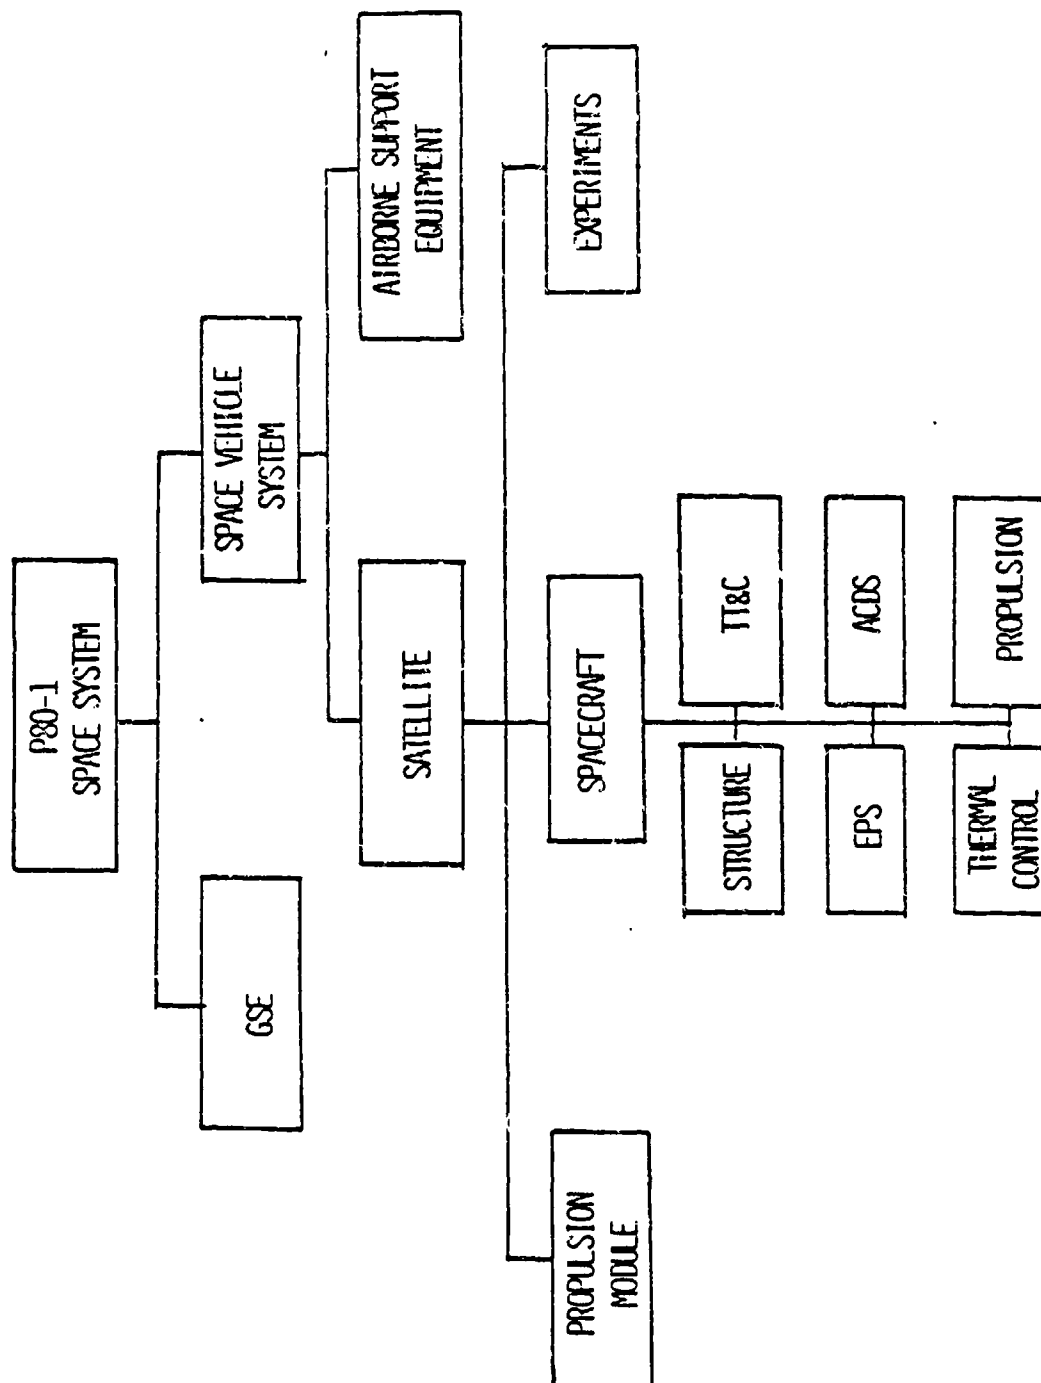 P80-1
SPACE SYSTEM
GSE
SPACE VEHICLE
SYSTEM
SATELLITE
AIRBORNE SUPPORT
EQUIPMENT
PROPULSION
MODULE
SPACECRAFT
EXPERIMENTS
STRUCTURE
TT&C
EPS
ACDS
THERMAL
CONTROL
PROPULSION